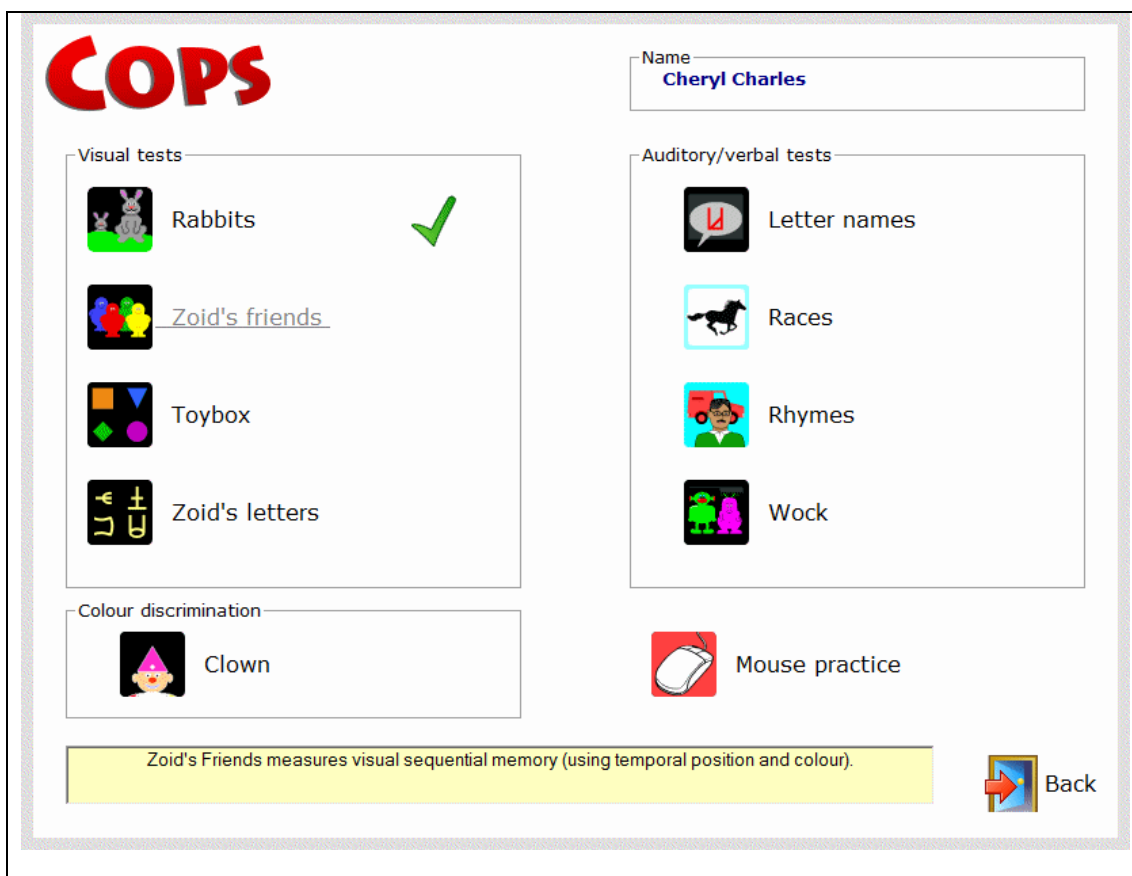 COPS
Name
Cheryl Charles
Visual tests
Rabbits
Zoid's friends
Toybox
Zoid's letters
Auditory/verbal tests
Letter names
Races
Rhymes
Wock
Colour discrimination
Clown
Mouse practice
Zoid's Friends measures visual sequential memory (using temporal position and colour).
Back